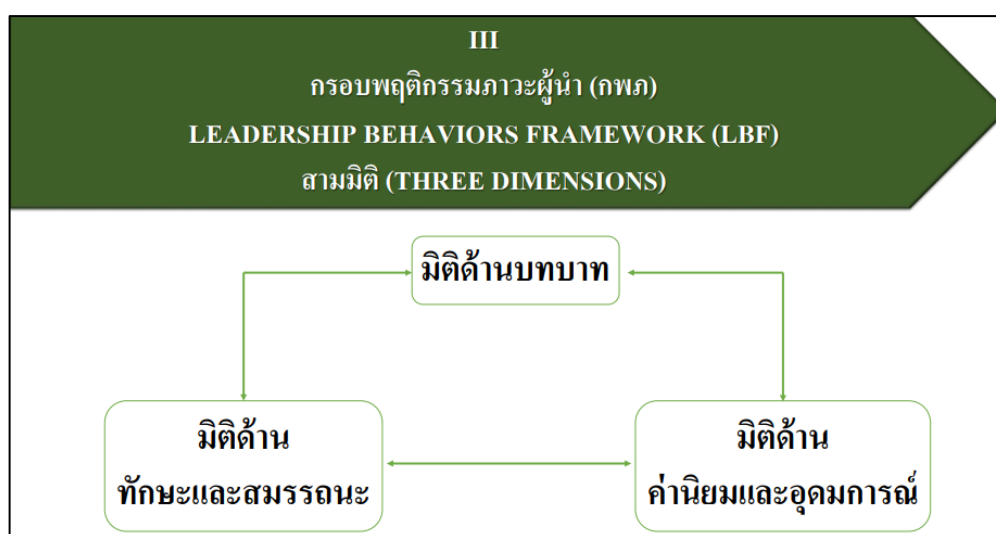 III
กรอบพฤติกรรมภาวะผู้นำ (กพภ)
LEADERSHIP BEHAVIORS FRAMEWORK (LBF)
สามมิติ (THREE DIMENSIONS)
มิติด้านบทบาท
มิติด้าน
ทักษะและสมรรถนะ
มิติด้าน
ค่านิยมและอุดมการณ์